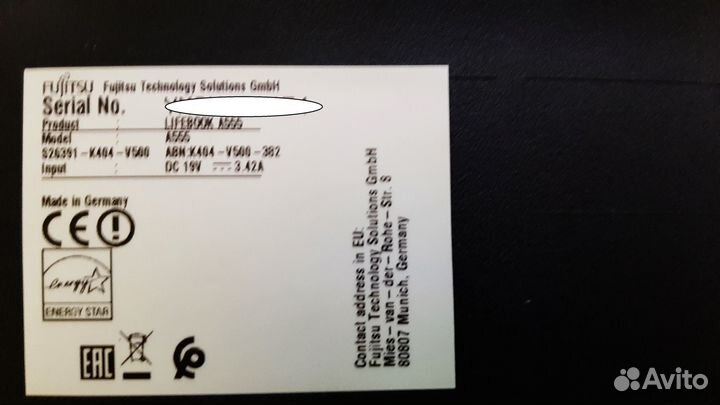 FUJITSU Fujitsu Technology Solutions GmbH
Serial No.
Product : LIFEBOOK A555
Model : A555
S26391-K404-V500 ABN:K404-V500-382
Input : DC 19V 3.42A
Made in Germany
CE
energy
ENERGY STAR
EAC
Contact address in EU:
Fujitsu Technology Solutions GmbH
Mies-van-der-Rohe-Str. 8
80807 Munich, Germany
Avito